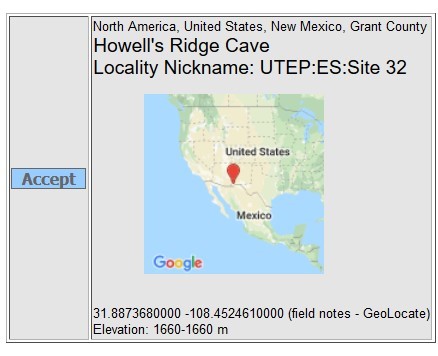 North America, United States, New Mexico, Grant County
Howell's Ridge Cave
Locality Nickname: UTEP:ES:Site 32
United States
Accept
Mexico
Google
31.8873680000 -108.4524610000 (field notes - GeoLocate)
Elevation: 1660-1660 m